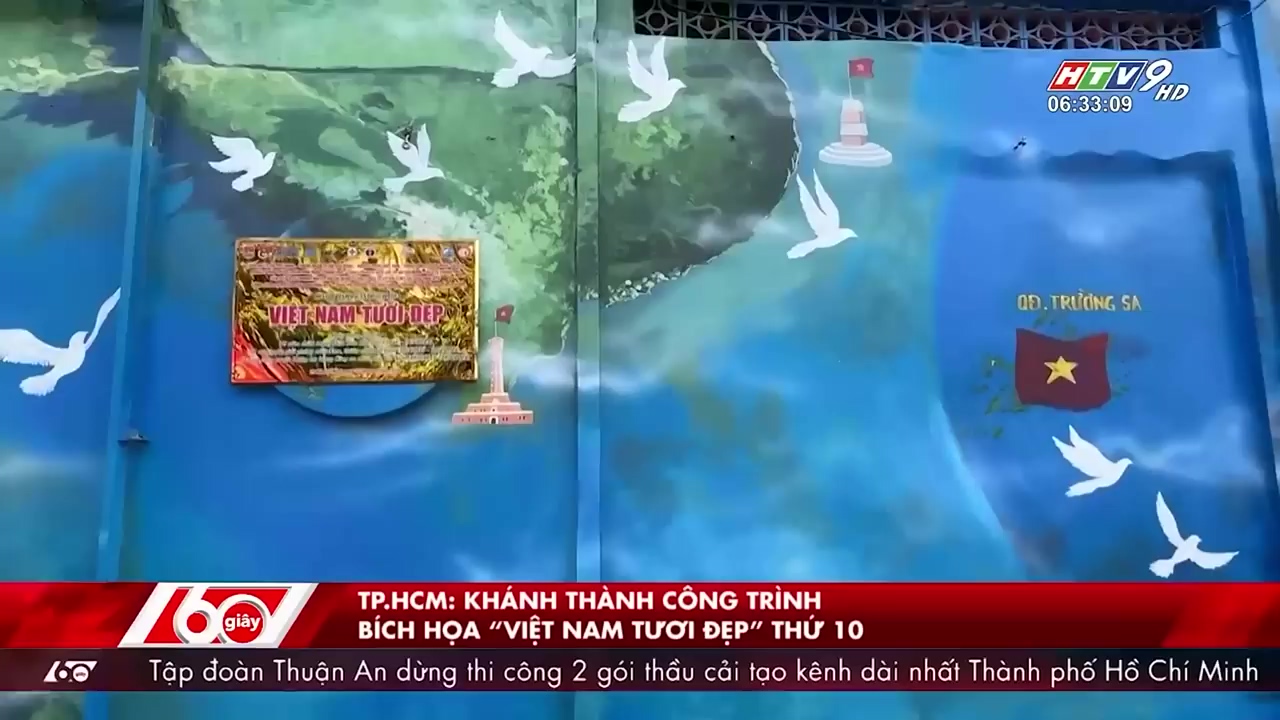 HTV9
HD
06:33:09
VIỆT NAM TƯƠI ĐẸP
QĐ. TRƯỜNG SA
60 giây
TP.HCM: KHÁNH THÀNH CÔNG TRÌNH
BÍCH HỌA “VIỆT NAM TƯƠI ĐẸP” THỨ 10
60 giây
Tập đoàn Thuận An dừng thi công 2 gói thầu cải tạo kênh dài nhất Thành phố Hồ Chí Minh